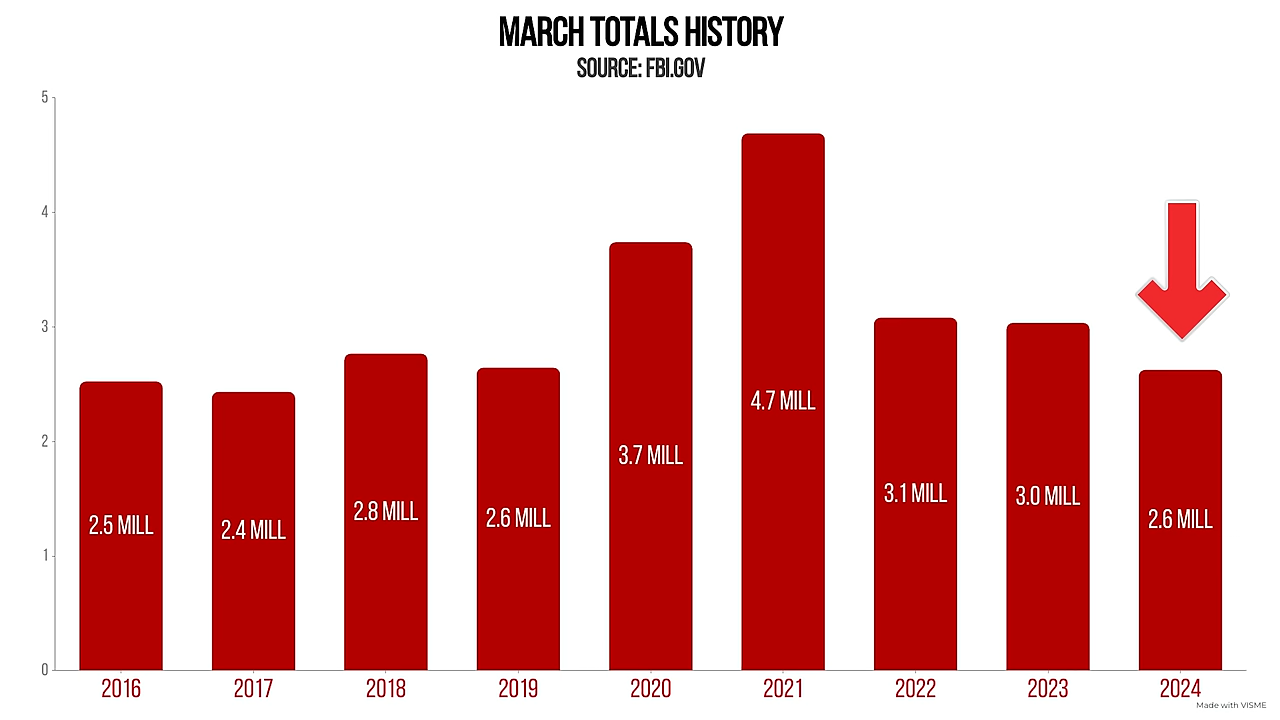 MARCH TOTALS HISTORY
SOURCE: FBI.GOV
5
4
3
2
1
0
2.5 MILL
2.4 MILL
2.8 MILL
2.6 MILL
3.7 MILL
4.7 MILL
3.1 MILL
3.0 MILL
2.6 MILL
2016
2017
2018
2019
2020
2021
2022
2023
2024
Made with VISME